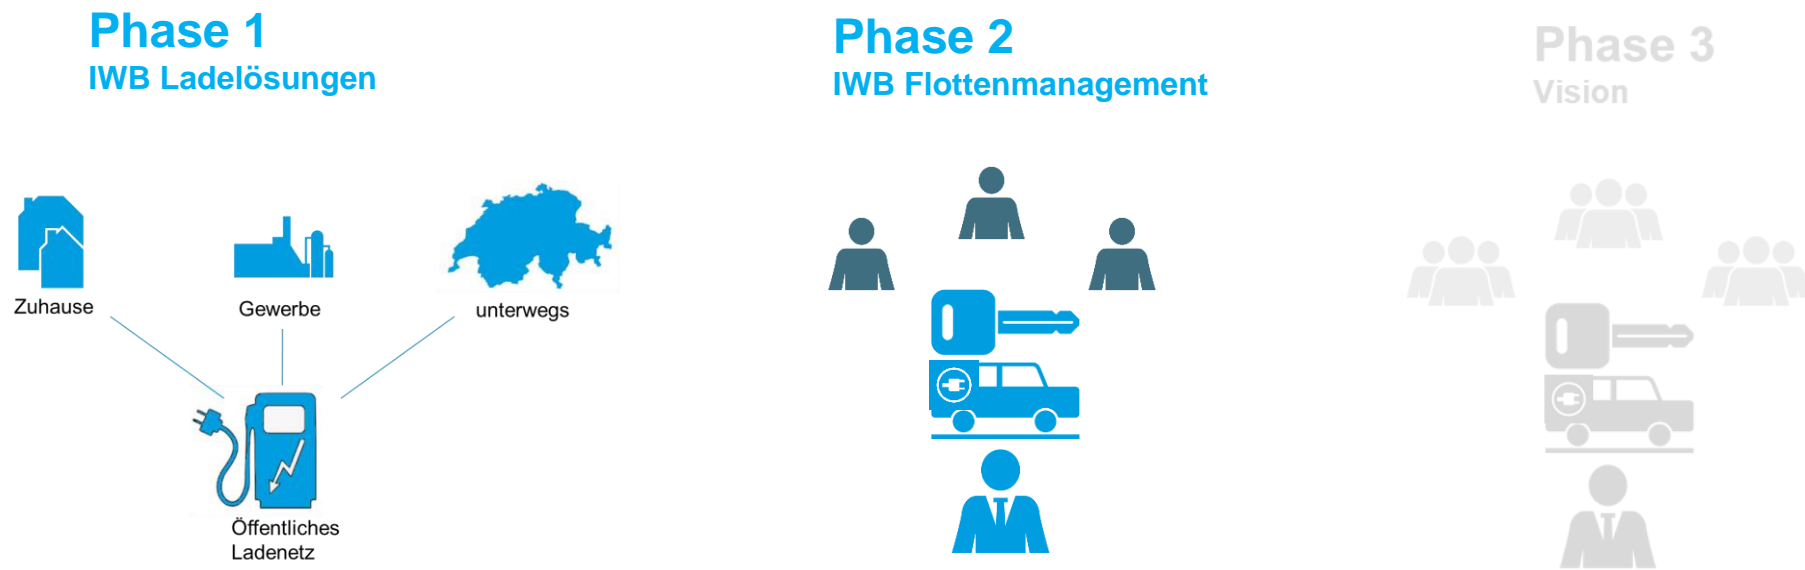 Phase 1
IWB Ladelösungen
Zuhause
Gewerbe
unterwegs
Öffentliches
Ladenetz
Phase 2
IWB Flottenmanagement
Phase 3
Vision